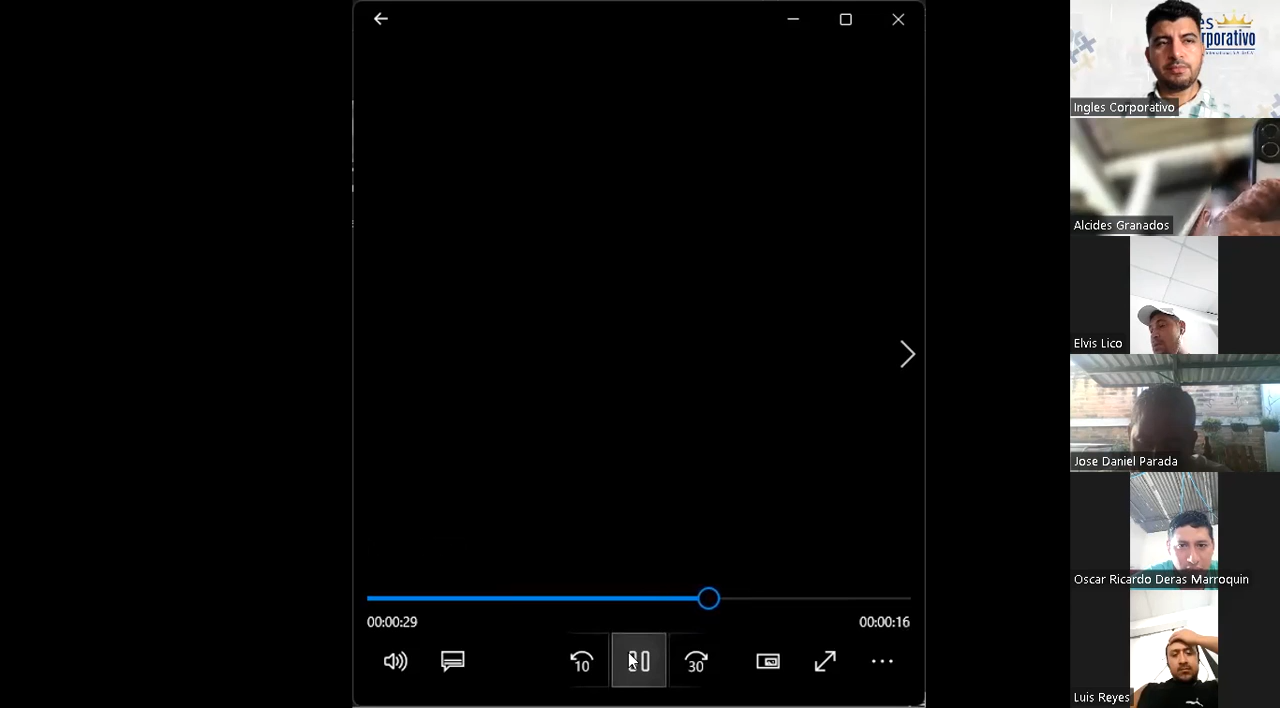 és
rporativo
Ingles Corporativo
Alcides Granados
Elvis Lico
Jose Daniel Parada
Oscar Ricardo Deras Marroquin
Luis Reyes
00:00:29
00:00:16
10
30